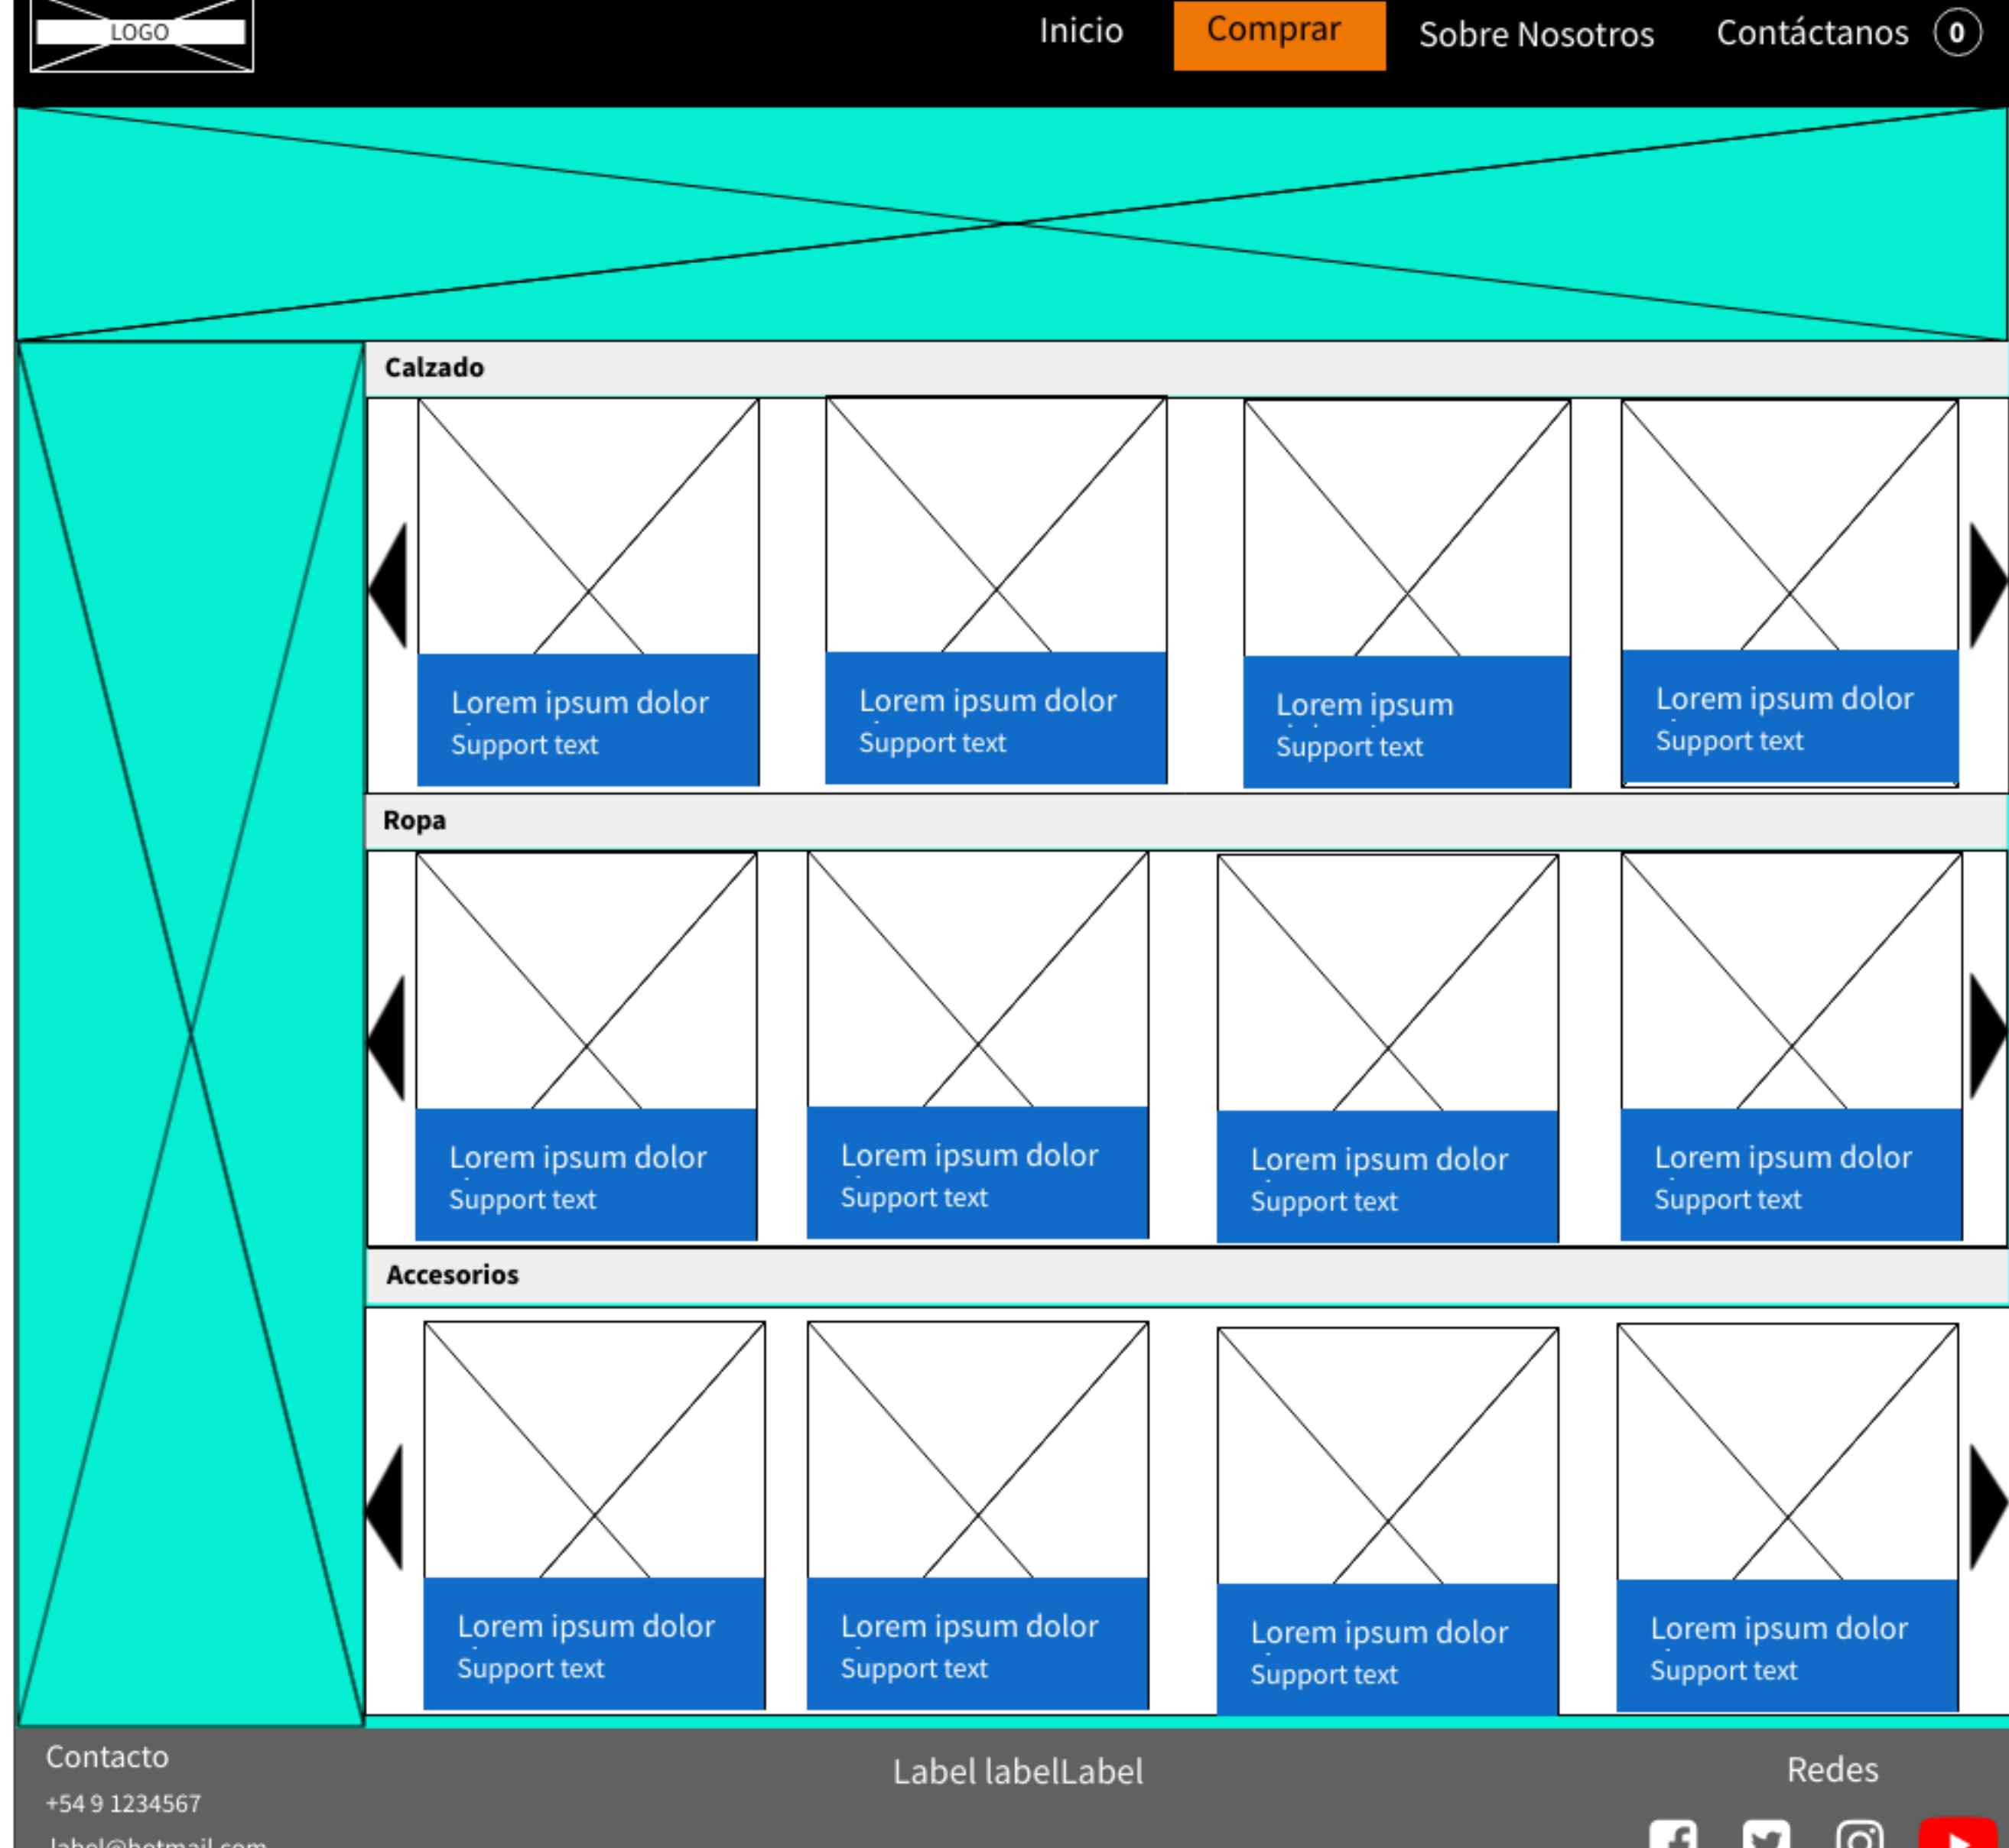 LOGO
Inicio
Comprar
Sobre Nosotros
Contáctanos
0
Calzado
Lorem ipsum dolor
Support text
Lorem ipsum dolor
Support text
Lorem ipsum
Support text
Lorem ipsum dolor
Support text
Ropa
Lorem ipsum dolor
Support text
Lorem ipsum dolor
Support text
Lorem ipsum dolor
Support text
Lorem ipsum dolor
Support text
Accesorios
Lorem ipsum dolor
Support text
Lorem ipsum dolor
Support text
Lorem ipsum dolor
Support text
Lorem ipsum dolor
Support text
Contacto
+54 9 1234567
label@hotmail.com
Label labelLabel
Redes